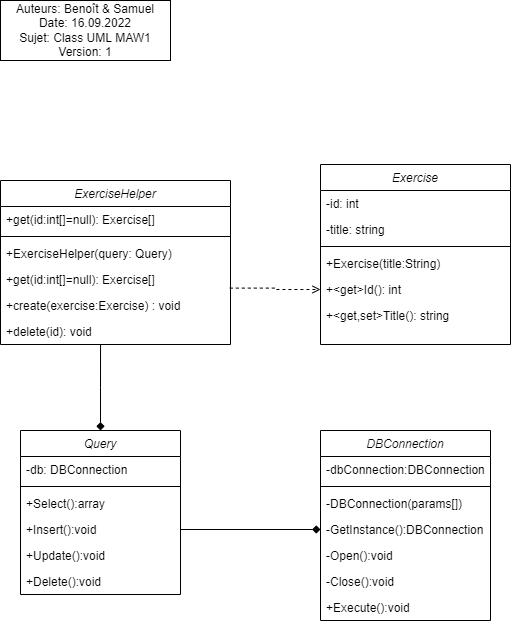 Auteurs: Benoît & Samuel
Date: 16.09.2022
Sujet: Class UML MAW1
Version: 1
ExerciseHelper
+get(id:int[]=null): Exercise[]
+ExerciseHelper(query: Query)
+get(id:int[]=null): Exercise[]
+create(exercise:Exercise) : void
+delete(id): void
Exercise
-id: int
-title: string
+Exercise(title:String)
+<get>Id(): int
+<get,set>Title(): string
Query
-db: DBConnection
+Select():array
+Insert():void
+Update():void
+Delete():void
DBConnection
-dbConnection:DBConnection
-DBConnection(params[])
-GetInstance():DBConnection
-Open():void
-Close():void
+Execute():void